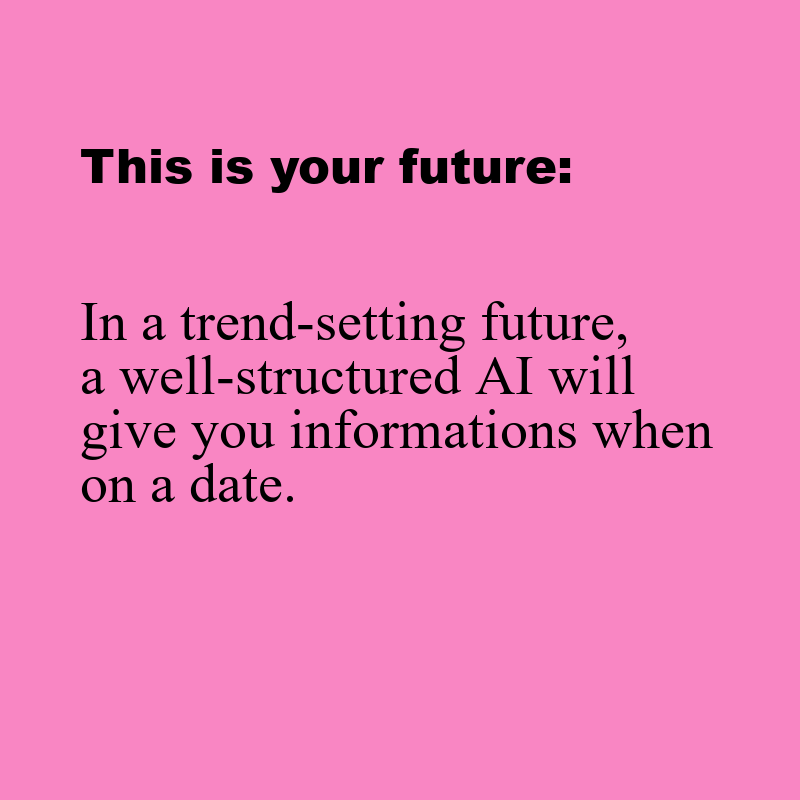 This is your future:
In a trend-setting future,
a well-structured AI will
give you informations when
on a date.